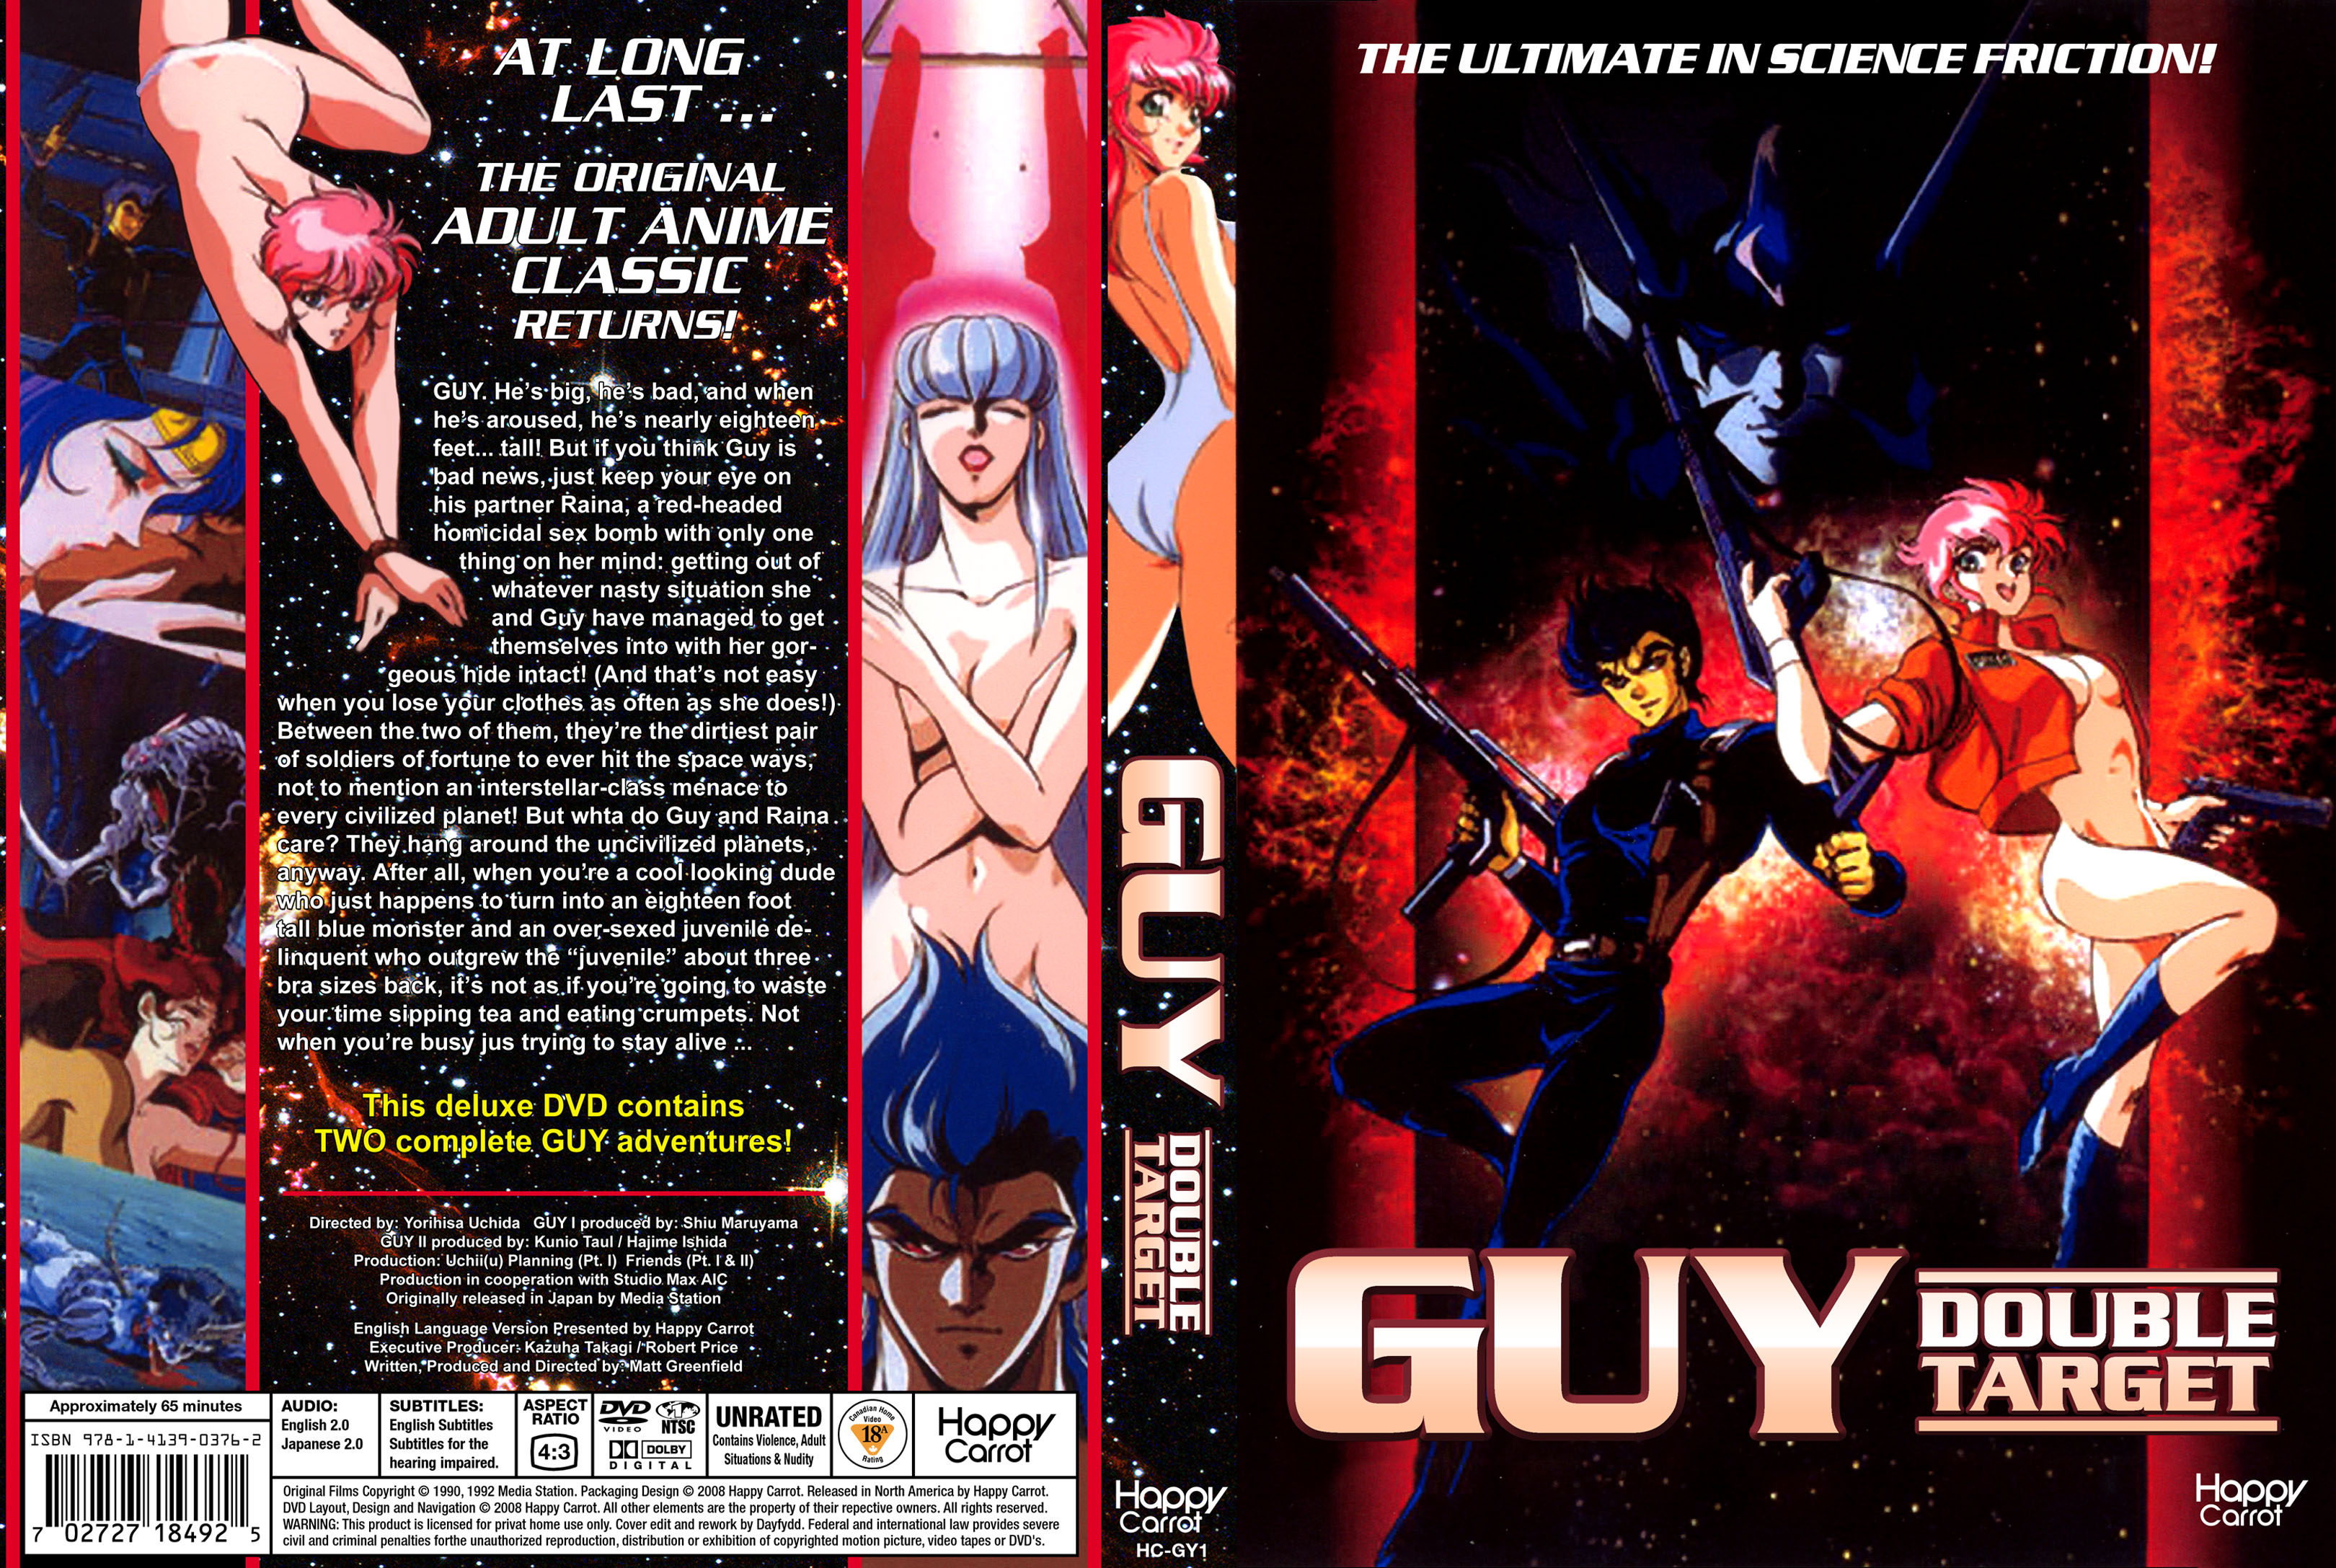 AT LONG
LAST ...
THE ORIGINAL
ADULT ANIME
CLASSIC
RETURNS!
GUY. He's big, he's bad, and when
he's aroused, he's nearly eighteen
feet... tall! But if you think Guy is
bad news, just keep your eye on
his partner Raina, a red-headed
homicidal sex bomb with only one
thing on her mind: getting out of
whatever nasty situation she
and Guy have managed to get
themselves into with her gor-
geous hide intact! (And that's not easy
when you lose your clothes as often as she does!)
Between the two of them, they're the dirtiest pair
of soldiers of fortune to ever hit the space ways,
not to mention an interstellar-class menace to
every civilized planet! But whta do Guy and Raina
care? They hang around the uncivilized planets,
anyway. After all, when you're a cool looking dude
who just happens to turn into an eighteen foot
tall blue monster and an over-sexed juvenile de-
linquent who outgrew the “juvenile” about three
bra sizes back, it's not as if you're going to waste
your time sipping tea and eating crumpets. Not
when you're busy jus trying to stay alive ...
This deluxe DVD contains
TWO complete GUY adventures!
Directed by: Yorihisa Uchida GUY I produced by: Shiu Maruyama
GUY II produced by: Kunio Taul / Hajime Ishida
Production: Uchii(u) Planning (Pt. I) Friends (Pt. I & II)
Production in cooperation with Studio Max AIC
Originally released in Japan by Media Station
English Language Version Presented by Happy Carrot
Executive Producer: Kazuha Takagi / Robert Price
Written, Produced and Directed by: Matt Greenfield
Approximately 65 minutes
ISBN 978-1-4139-0376-2
7 02727 18492 5
AUDIO:
English 2.0
Japanese 2.0
SUBTITLES:
English Subtitles
Subtitles for the
hearing impaired.
ASPECT
RATIO
4:3
DVD
VIDEO
NTSC
DOLBY
DIGITAL
UNRATED
Contains Violence, Adult
Situations & Nudity
Canadian Home
Video
18A
Rating
Happy
Carrot
Original Films Copyright © 1990, 1992 Media Station. Packaging Design © 2008 Happy Carrot. Released in North America by Happy Carrot.
DVD Layout, Design and Navigation © 2008 Happy Carrot. All other elements are the property of their repective owners. All rights reserved.
WARNING: This product is licensed for privat home use only. Cover edit and rework by Dayfydd. Federal and international law provides severe
civil and criminal penalties forthe unauthorized reproduction, distribution or exhibition of copyrighted motion picture, video tapes or DVD's.
GUY
DOUBLE
TARGET
Happy
Carrot
HC-GY1
THE ULTIMATE IN SCIENCE FRICTION!
GUY
DOUBLE
TARGET
Happy
Carrot